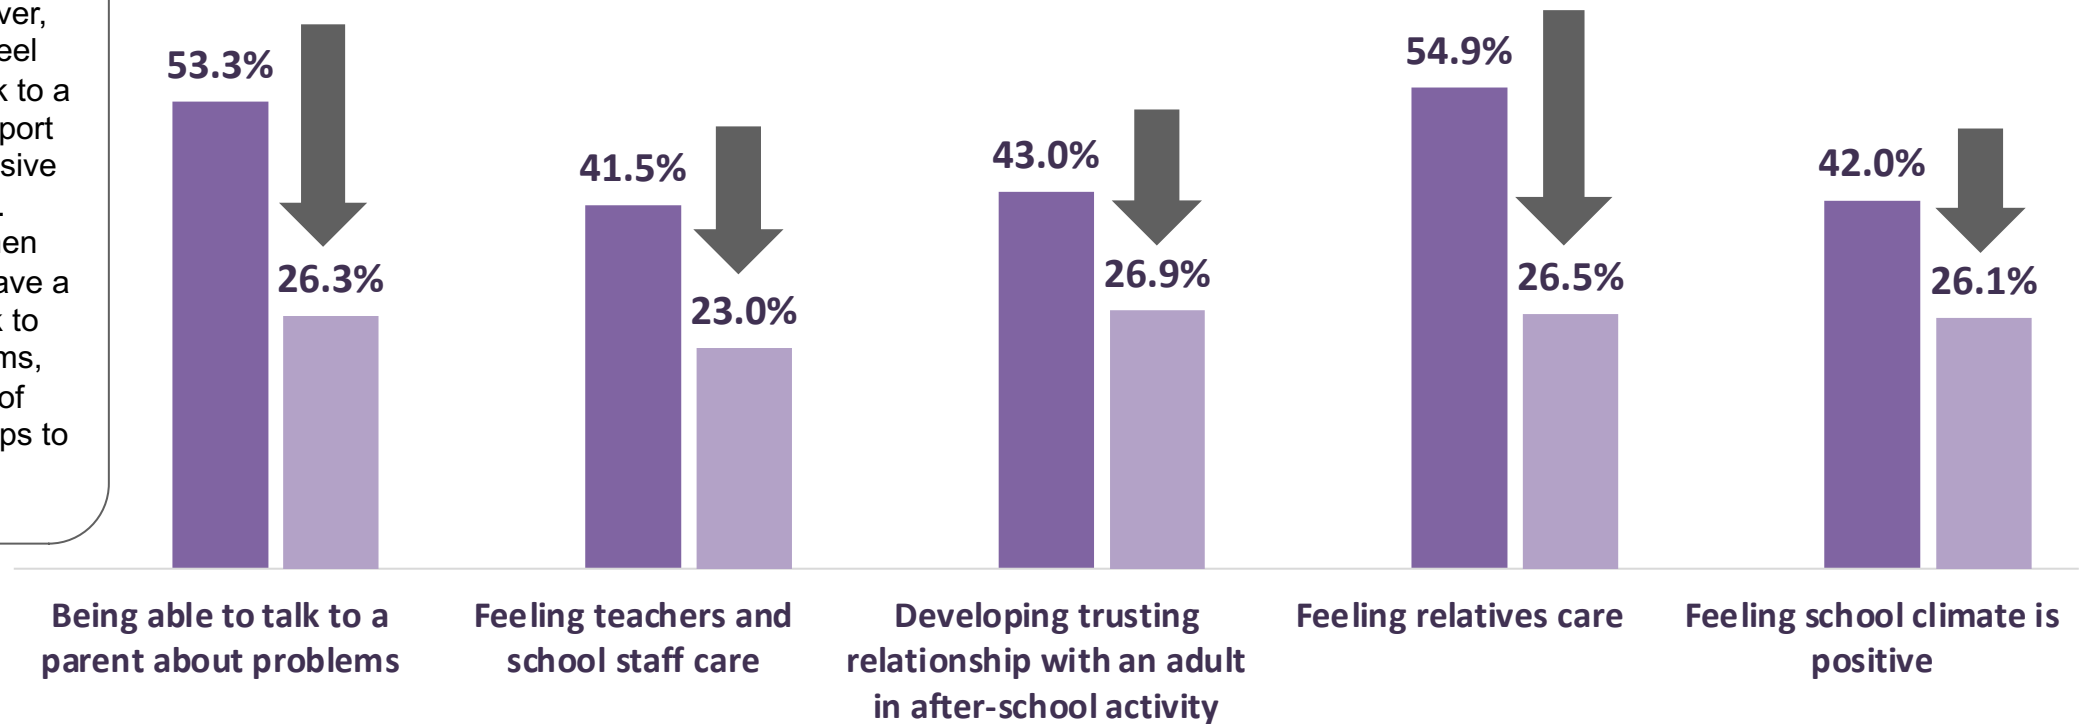 ver,
eel
k to a
port
sive
.
hen
ave a
k to
ms,
of
ps to
53.3%
26.3%
41.5%
23.0%
43.0%
26.9%
54.9%
26.5%
42.0%
26.1%
Being able to talk to a
parent about problems
Feeling teachers and
school staff care
Developing trusting
relationship with an adult
in after-school activity
Feeling relatives care
Feeling school climate is
positive